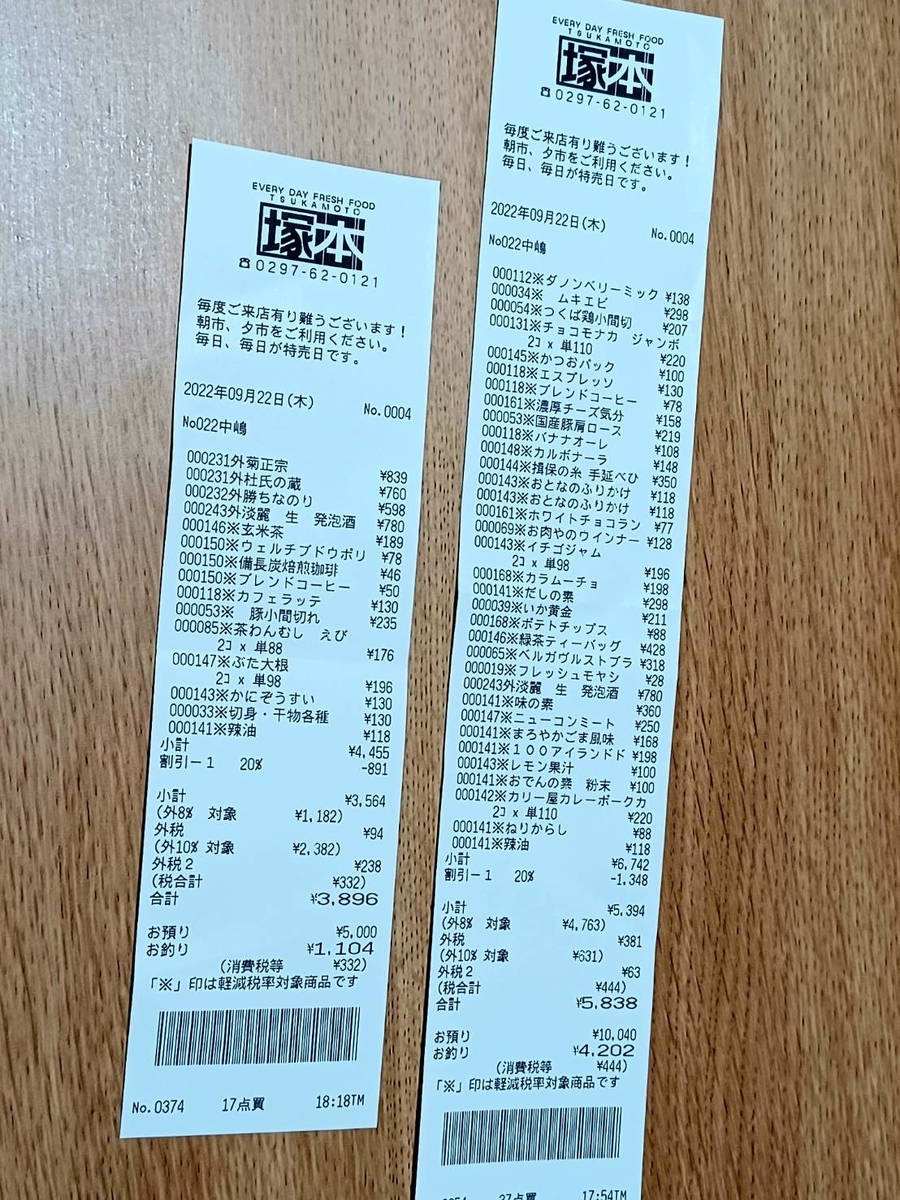 EVERY DAY FRESH FOOD
TSUKAMOTO
塚本
☎0297-62-0121
毎度ご来店有り難うございます!
朝市、夕市をご利用ください。
毎日、毎日が特売日です。
2022年09月22日(木) No.0004
No022中嶋
000231外菊正宗 ¥839
000231外杜氏の蔵 ¥760
000232外勝ちなのり ¥598
000243外淡麗 生 発泡酒 ¥780
000146※玄米茶 ¥189
000150※ウェルチブドウポリ ¥78
000150※備長炭焙煎珈琲 ¥46
000150※ブレンドコーヒー ¥50
000118※カフェラッテ ¥130
000053※ 豚小間切れ ¥235
000085※茶わんむし えび
2コ x 単88 ¥176
000147※ぶた大根
2コ x 単98 ¥196
000143※かにぞうすい ¥130
000033※切身・干物各種 ¥130
000141※辣油 ¥118
小計 ¥4,455
割引-1 20% -891
小計 ¥3,564
(外8% 対象 ¥1,182)
外税 ¥94
(外10% 対象 ¥2,382)
外税2 ¥238
(税合計 ¥332)
合計 ¥3,896
お預り ¥5,000
お釣り ¥1,104
(消費税等 ¥332)
「※」印は軽減税率対象商品です
No.0374 17点買 18:18TM
EVERY DAY FRESH FOOD
TSUKAMOTO
塚本
☎0297-62-0121
毎度ご来店有り難うございます!
朝市、夕市をご利用ください。
毎日、毎日が特売日です。
2022年09月22日(木) No.0004
No022中嶋
000112※ダノンベリーミック ¥138
000034※ ムキエビ ¥298
000054※つくば鶏小間切 ¥207
000131※チョコモナカ ジャンボ
2コ x 単110 ¥220
000145※かつおパック ¥100
000118※エスプレッソ ¥130
000118※ブレンドコーヒー ¥78
000161※濃厚チーズ気分 ¥158
000053※国産豚肩ロース ¥219
000118※バナナオーレ ¥108
000148※カルボナーラ ¥148
000144※揖保の糸 手延べひ ¥350
000143※おとなのふりかけ ¥118
000143※おとなのふりかけ ¥118
000161※ホワイトチョコラン ¥77
000069※お肉やのウインナー ¥128
000143※イチゴジャム
2コ x 単98 ¥196
000168※カラムーチョ ¥198
000141※だしの素 ¥298
000039※いか黄金 ¥211
000168※ポテトチップス ¥88
000146※緑茶ティーバッグ ¥428
000065※ベルガヴルストブラ ¥318
000019※フレッシュモヤシ ¥28
000243外淡麗 生 発泡酒 ¥780
000141※味の素 ¥360
000147※ニューコンミート ¥250
000141※まろやかごま風味 ¥168
000141※100アイランドド ¥198
000143※レモン果汁 ¥100
000141※おでんの素 粉末 ¥100
000142※カリー屋カレーポークカ
2コ x 単110 ¥220
000141※ねりからし ¥88
000141※辣油 ¥118
小計 ¥6,742
割引-1 20% -1,348
小計 ¥5,394
(外8% 対象 ¥4,763)
外税 ¥381
(外10% 対象 ¥631)
外税2 ¥63
(税合計 ¥444)
合計 ¥5,838
お預り ¥10,040
お釣り ¥4,202
(消費税等 ¥444)
「※」印は軽減税率対象商品です
37点買 17:54TM